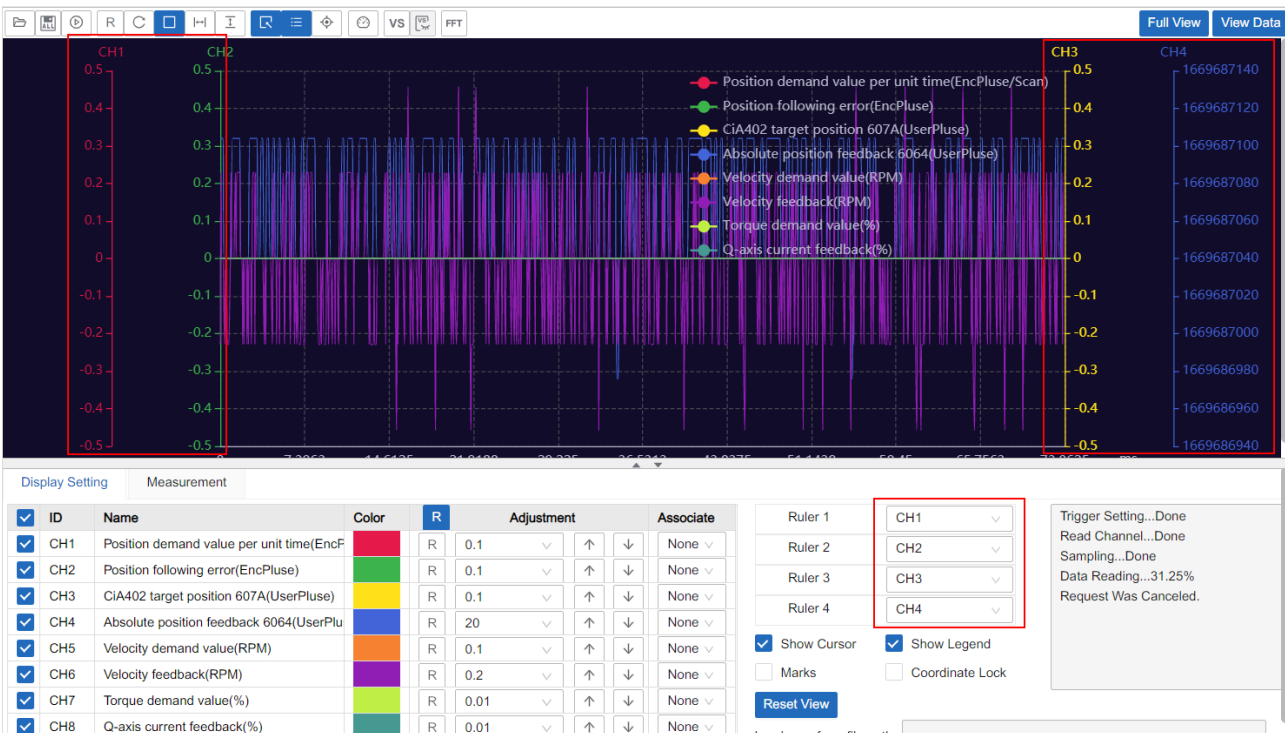 ALL R C VS VS FFT Full View View Data
CH1 CH2 CH3 CH4
0.5 0.5 0.5 1669687140
Position demand value per unit time(EncPluse/Scan)
0.4 0.4 Position following error(EncPluse) 0.4 1669687120
CiA402 target position 607A(UserPluse)
0.3 0.3 0.3 1669687100
Absolute position feedback 6064(UserPluse)
0.2 0.2 Velocity demand value(RPM) 0.2 1669687080
Velocity feedback(RPM)
0.1 0.1 Torque demand value(%) 0.1 1669687060
Q-axis current feedback(%)
0 0 0 1669687040
-0.1 -0.1 -0.1 1669687020
-0.2 -0.2 -0.2 1669687000
-0.3 -0.3 -0.3 1669686980
-0.4 -0.4 -0.4 1669686960
-0.5 -0.5 -0.5 1669686940
Display Setting Measurement
ID Name Color R Adjustment Associate
CH1 Position demand value per unit time(EncP R 0.1 None
CH2 Position following error(EncPluse) R 0.1 None
CH3 CiA402 target position 607A(UserPluse) R 0.1 None
CH4 Absolute position feedback 6064(UserPlu R 20 None
CH5 Velocity demand value(RPM) R 0.1 None
CH6 Velocity feedback(RPM) R 0.2 None
CH7 Torque demand value(%) R 0.01 None
CH8 Q-axis current feedback(%) R 0.01 None
Ruler 1 CH1
Ruler 2 CH2
Ruler 3 CH3
Ruler 4 CH4
Show Cursor Show Legend
Marks Coordinate Lock
Reset View
Trigger Setting...Done
Read Channel...Done
Sampling...Done
Data Reading...31.25%
Request Was Canceled.